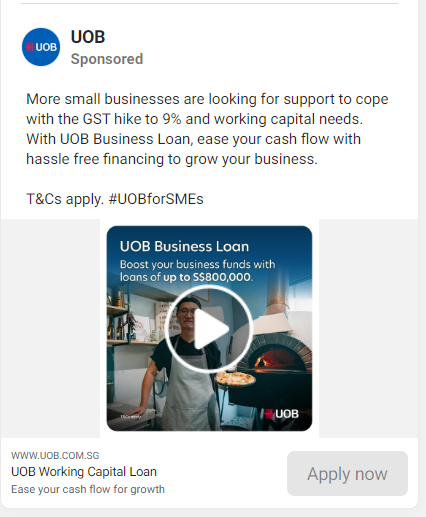 UOB
UOB
Sponsored
More small businesses are looking for support to cope
with the GST hike to 9% and working capital needs.
With UOB Business Loan, ease your cash flow with
hassle free financing to grow your business.
T&Cs apply. #UOBforSMEs
UOB Business Loan
Boost your business funds with
loans of up to S$800,000.
T&Cs apply
UOB
WWW.UOB.COM.SG
UOB Working Capital Loan
Ease your cash flow for growth
Apply now